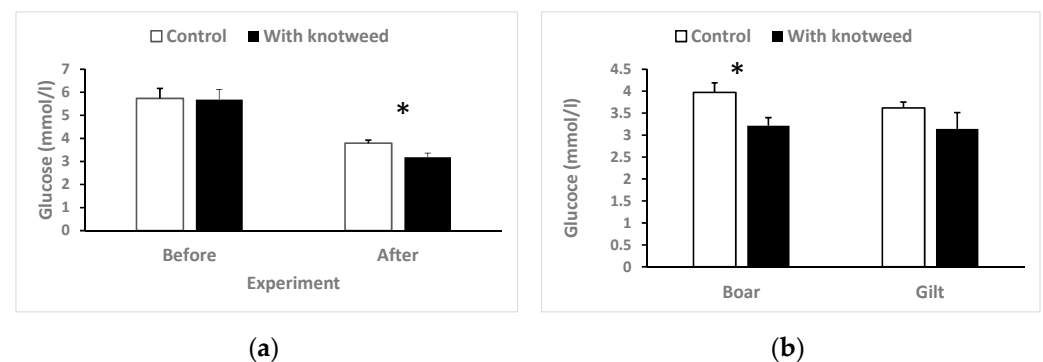 Control With knotweed
7
6
5
4
3
2
1
0
Glucose (mmol/l)
*
Before After
Experiment
(a)
Control With knotweed
4.5
4
3.5
3
2.5
2
1.5
1
0.5
0
Glucoce (mmol/l)
*
Boar Gilt
(b)